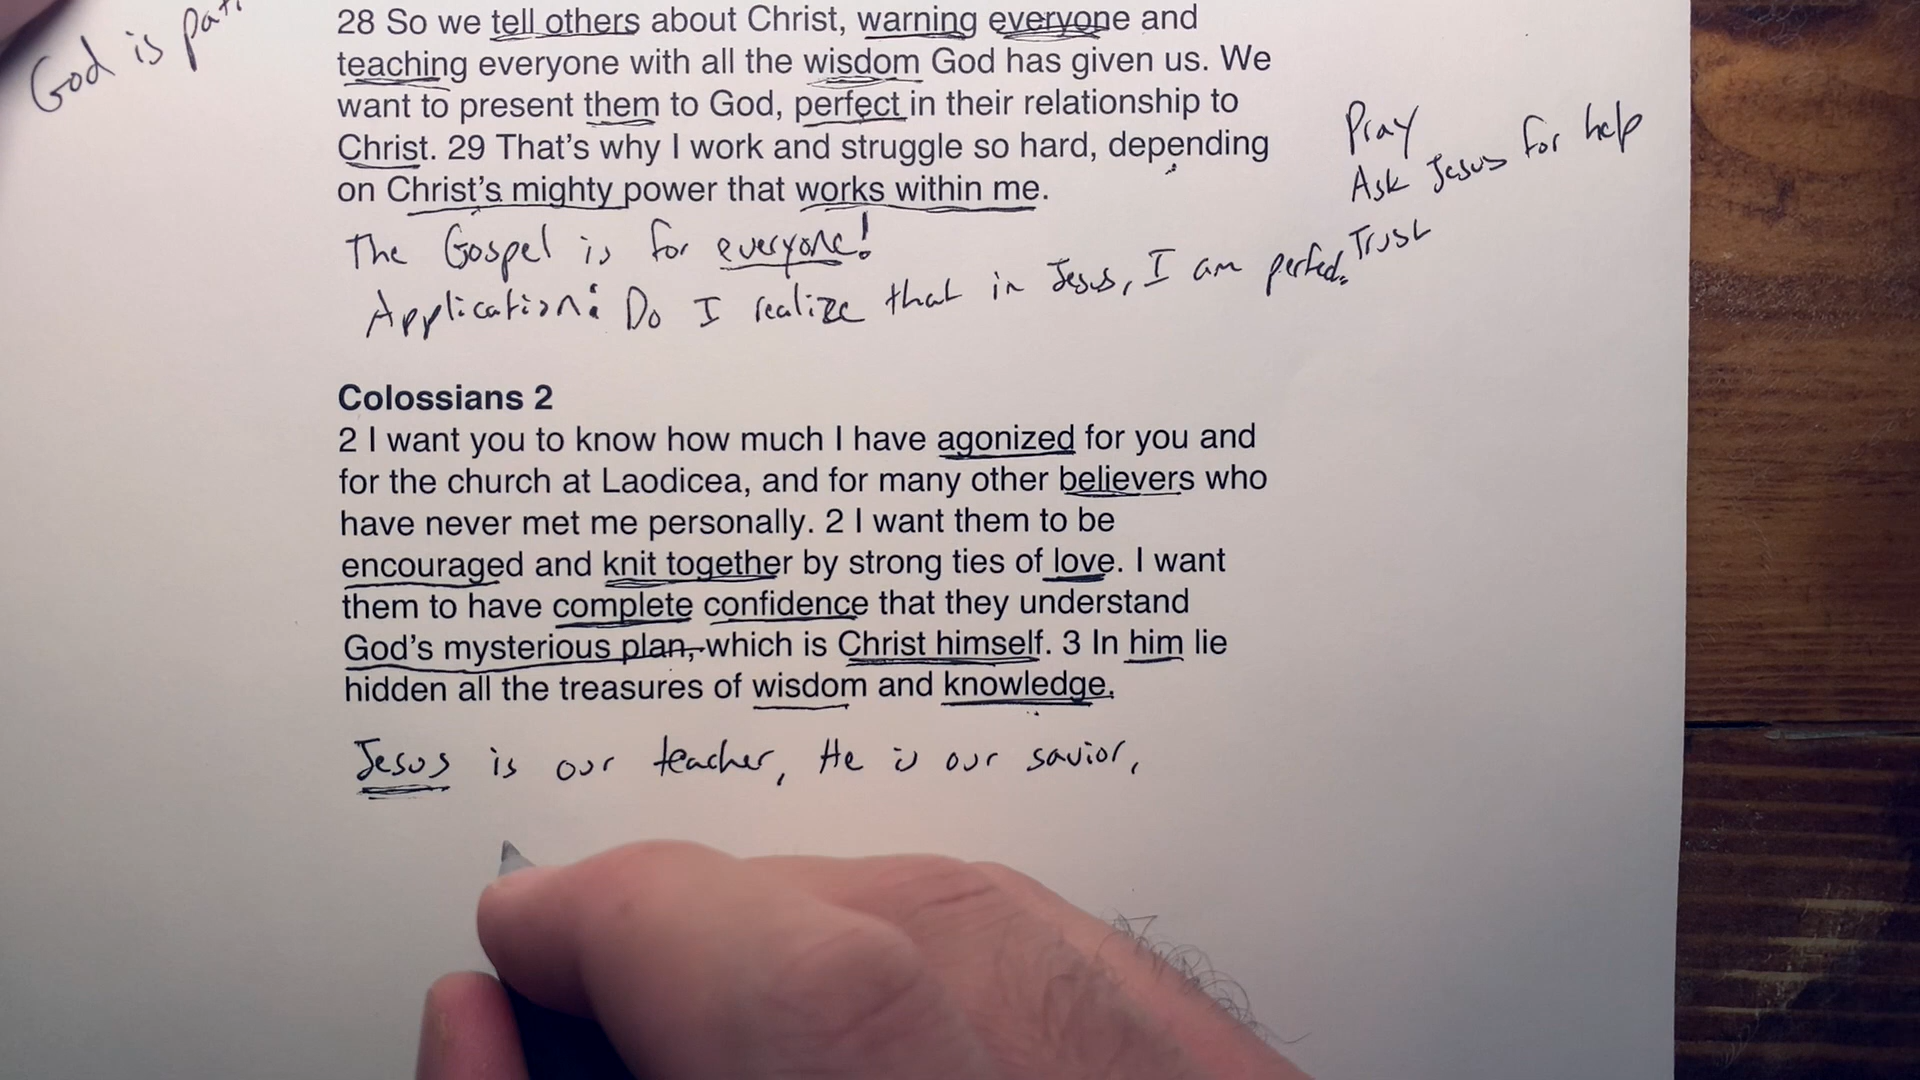 God is
28 So we tell others about Christ, warning everyone and
teaching everyone with all the wisdom God has given us. We
want to present them to God, perfect in their relationship to
Christ. 29 That's why I work and struggle so hard, depending
on Christ's mighty power that works within me.
Pray
Ask Jesus for help
Trust
The Gospel is for everyone!
Application: Do I realize that in Jesus, I am perfect.
Colossians 2
2 I want you to know how much I have agonized for you and
for the church at Laodicea, and for many other believers who
have never met me personally. 2 I want them to be
encouraged and knit together by strong ties of love. I want
them to have complete confidence that they understand
God's mysterious plan, which is Christ himself. 3 In him lie
hidden all the treasures of wisdom and knowledge.
Jesus is our teacher, He is our savior,